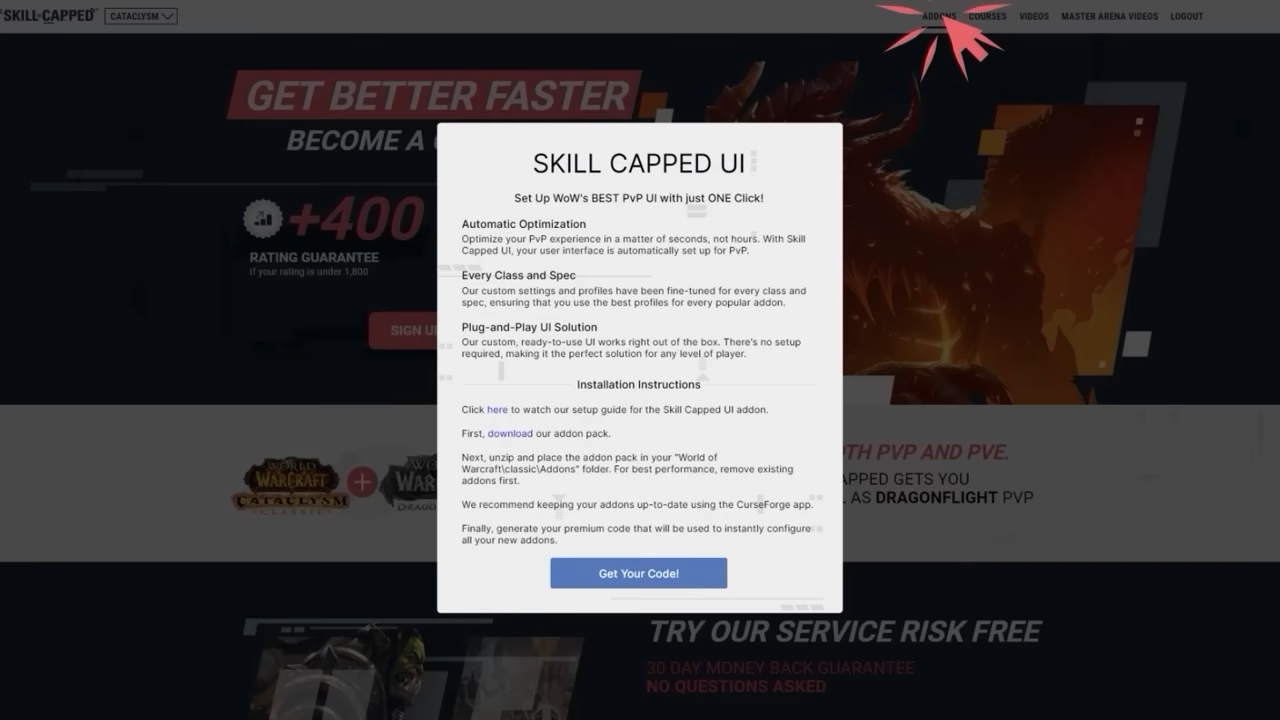 SKILL-CAPPED
CATACLYSM
ADDONS
COURSES
VIDEOS
MASTER ARENA VIDEOS
LOGOUT
GET BETTER FASTER
BECOME A
+400
RATING GUARANTEE
If your rating is under 1,800
SIGN U
SKILL CAPPED UI
Set Up WoW's BEST PvP UI with just ONE Click!
Automatic Optimization
Optimize your PvP experience in a matter of seconds, not hours. With Skill
Capped UI, your user interface is automatically set up for PvP.
Every Class and Spec
Our custom settings and profiles have been fine-tuned for every class and
spec, ensuring that you use the best profiles for every popular addon.
Plug-and-Play UI Solution
Our custom, ready-to-use UI works right out of the box. There's no setup
required, making it the perfect solution for any level of player.
Installation Instructions
Click here to watch our setup guide for the Skill Capped UI addon.
First, download our addon pack.
Next, unzip and place the addon pack in your "World of
Warcraft\classic\Addons" folder. For best performance, remove existing
addons first.
We recommend keeping your addons up-to-date using the CurseForge app.
Finally, generate your premium code that will be used to instantly configure
all your new addons.
Get Your Code!
WORLD
WARCRAFT
CATACLYSM
CLASSIC
+
WAR
DRAGO
OTH PVP AND PVE.
CAPPED GETS YOU
AS DRAGONFLIGHT PVP
TRY OUR SERVICE RISK FREE
30 DAY MONEY BACK GUARANTEE
NO QUESTIONS ASKED